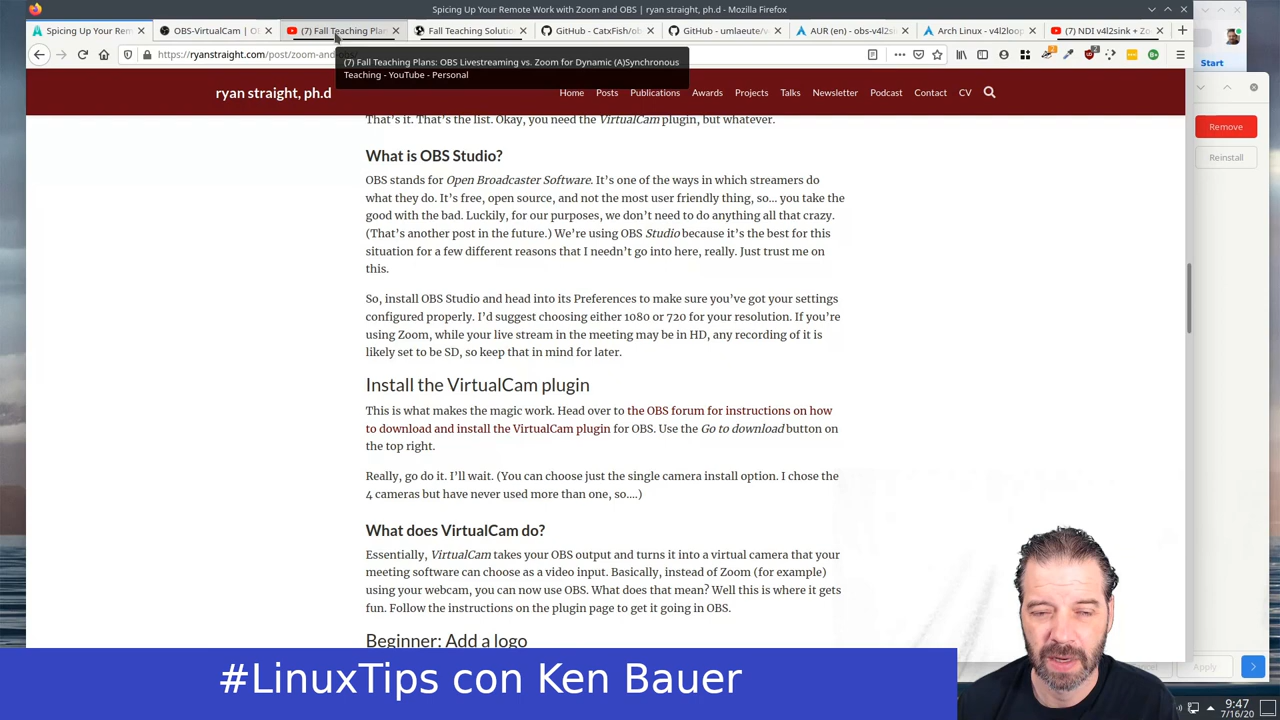 Spicing Up Your Remote Work with Zoom and OBS | ryan straight, ph.d - Mozilla Firefox
Spicing Up Your Rem
OBS-VirtualCam | O
(7) Fall Teaching Plan
Fall Teaching Solutio
GitHub - CatxFish/ob
GitHub - umlaeute/v
AUR (en) - obs-v4l2sink
Arch Linux - v4l2loop
(7) NDI v4l2sink + Zo
https://ryanstraight.com/post/zoom-and
Start
(7) Fall Teaching Plans: OBS Livestreaming vs. Zoom for Dynamic (A)Synchronous
Teaching - YouTube - Personal
ryan straight, ph.d
Home Posts Publications Awards Projects Talks Newsletter Podcast Contact CV
That's it. That's the list. Okay, you need the VirtualCam plugin, but whatever.
Remove
Reinstall
What is OBS Studio?
OBS stands for Open Broadcaster Software. It's one of the ways in which streamers do
what they do. It's free, open source, and not the most user friendly thing, so... you take the
good with the bad. Luckily, for our purposes, we don't need to do anything all that crazy.
(That's another post in the future.) We're using OBS Studio because it's the best for this
situation for a few different reasons that I needn't go into here, really. Just trust me on
this.
So, install OBS Studio and head into its Preferences to make sure you've got your settings
configured properly. I'd suggest choosing either 1080 or 720 for your resolution. If you're
using Zoom, while your live stream in the meeting may be in HD, any recording of it is
likely set to be SD, so keep that in mind for later.
Install the VirtualCam plugin
This is what makes the magic work. Head over to the OBS forum for instructions on how
to download and install the VirtualCam plugin for OBS. Use the Go to download button on
the top right.
Really, go do it. I'll wait. (You can choose just the single camera install option. I chose the
4 cameras but have never used more than one, so....)
What does VirtualCam do?
Essentially, VirtualCam takes your OBS output and turns it into a virtual camera that your
meeting software can choose as a video input. Basically, instead of Zoom (for example)
using your webcam, you can now use OBS. What does that mean? Well this is where it gets
fun. Follow the instructions on the plugin page to get it going in OBS.
Beginner: Add a logo
Apply
#LinuxTips con Ken Bauer
9:47
7/16/20